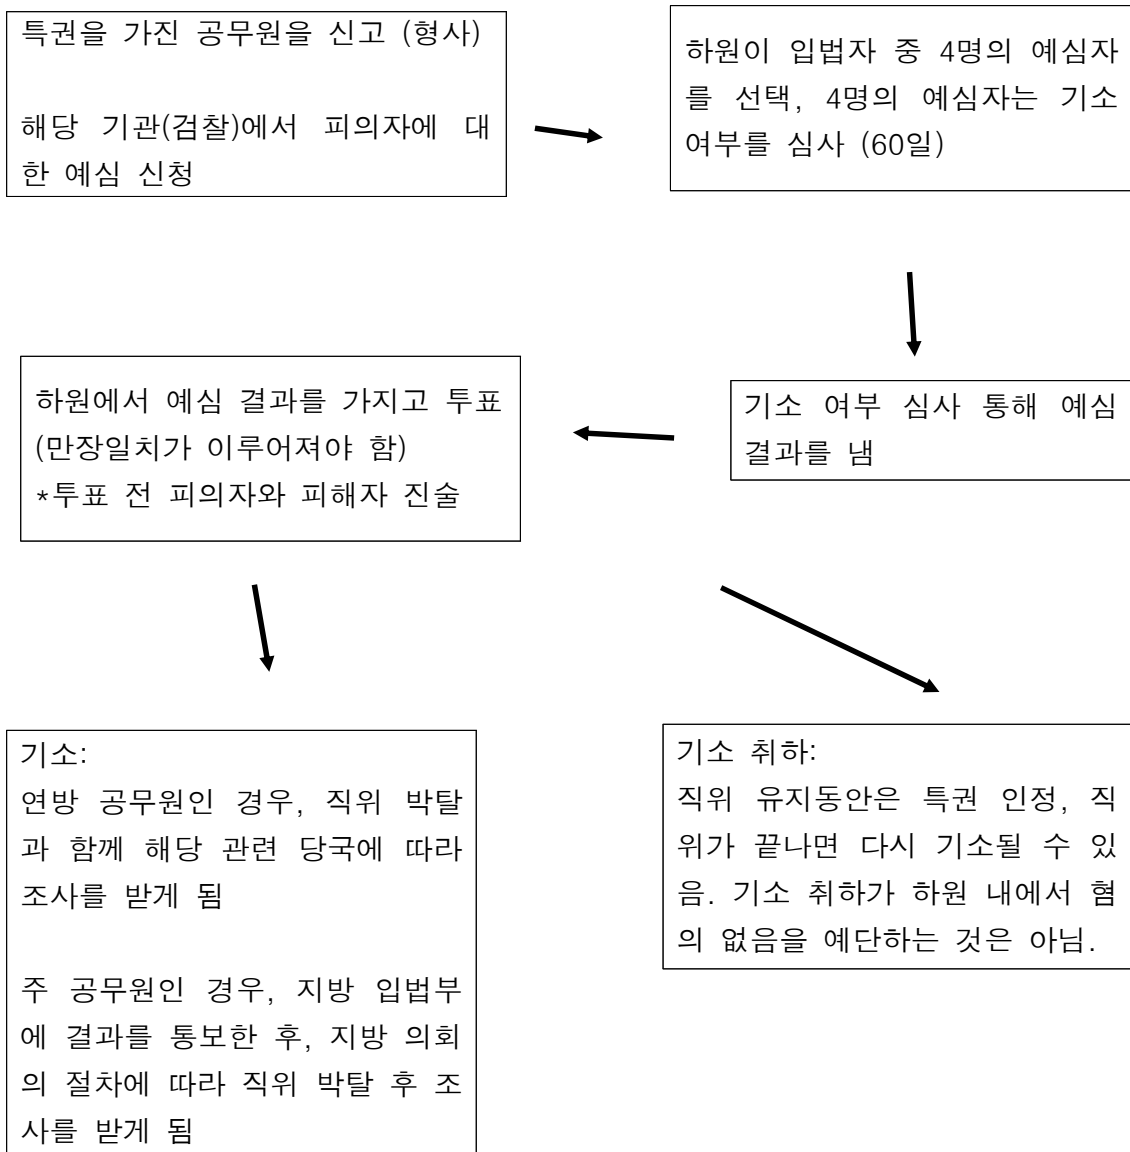 특권을 가진 공무원을 신고 (형사)
해당 기관(검찰)에서 피의자에 대
한 예심 신청
하원이 입법자 중 4명의 예심자
를 선택, 4명의 예심자는 기소
여부를 심사 (60일)
기소 여부 심사 통해 예심
결과를 냄
하원에서 예심 결과를 가지고 투표
(만장일치가 이루어져야 함)
*투표 전 피의자와 피해자 진술
기소:
연방 공무원인 경우, 직위 박탈
과 함께 해당 관련 당국에 따라
조사를 받게 됨
주 공무원인 경우, 지방 입법부
에 결과를 통보한 후, 지방 의회
의 절차에 따라 직위 박탈 후 조
사를 받게 됨
기소 취하:
직위 유지동안은 특권 인정, 직
위가 끝나면 다시 기소될 수 있
음. 기소 취하가 하원 내에서 혐
의 없음을 예단하는 것은 아님.